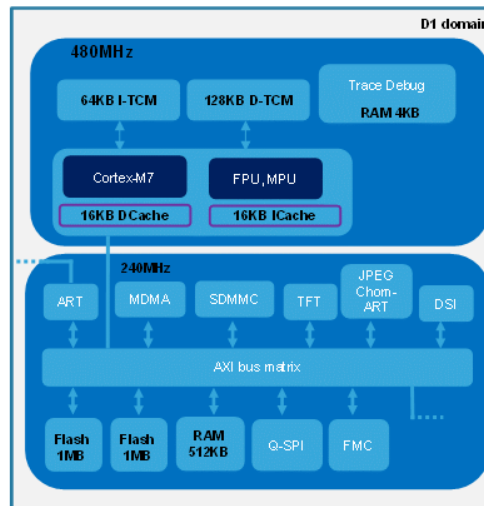 D1 domain
480MHz
64KB I-TCM
128KB D-TCM
Trace Debug
RAM 4KB
Cortex-M7
FPU,MPU
16KB DCache
16KB ICache
240MHz
ART
MDMA
SDMMC
TFT
JPEG
Chom-
ART
DSI
AXI bus matrix
Flash
1MB
Flash
1MB
RAM
512KB
Q-SPI
FMC